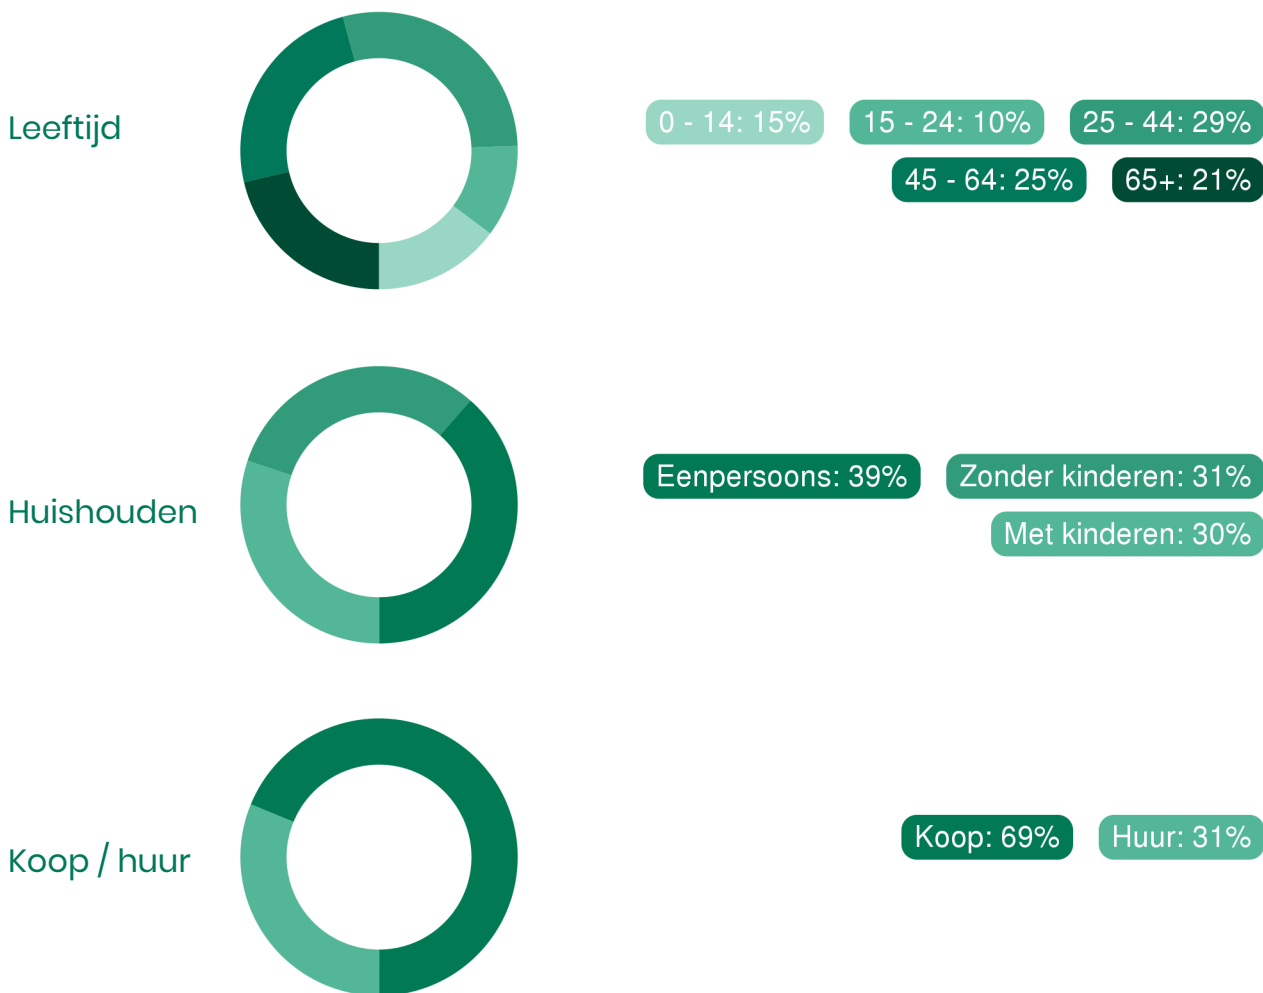 Leeftijd
0 - 14: 15% 15 - 24: 10% 25 - 44: 29%
45 - 64: 25% 65+: 21%
Huishouden
Eenpersoons: 39% Zonder kinderen: 31%
Met kinderen: 30%
Koop / huur
Koop: 69% Huur: 31%